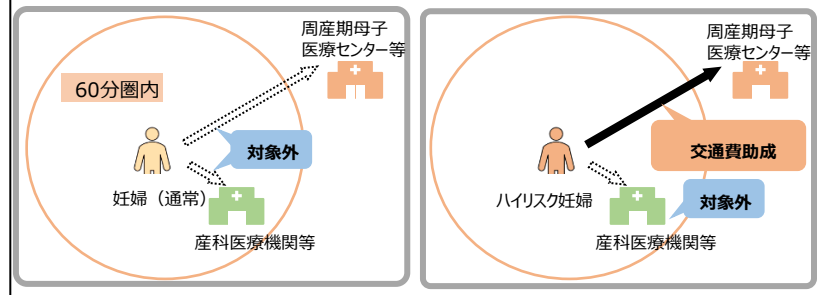 周産期母子
医療センター等
60分圏内
対象外
妊婦（通常）
産科医療機関等
周産期母子
医療センター等
交通費助成
ハイリスク妊婦
対象外
産科医療機関等